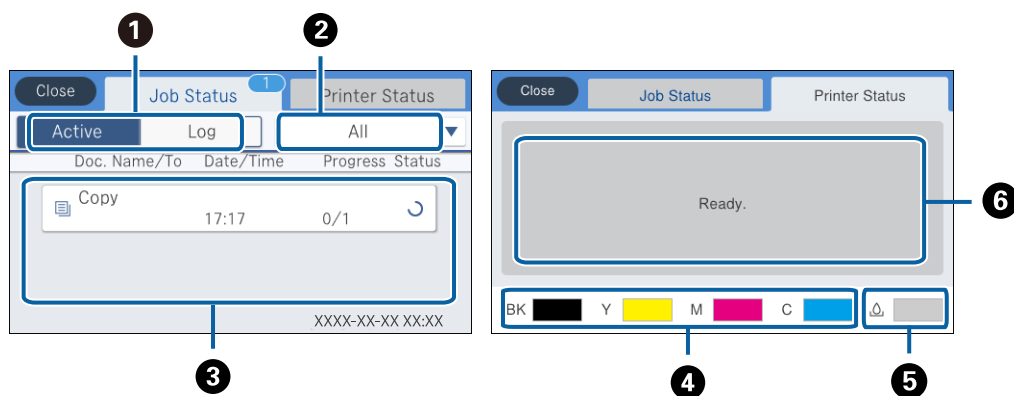 1
2
Close
Job Status
1
Printer Status
Active
Log
All
Doc. Name/To Date/Time Progress Status
Copy
17:17 0/1
XXXX-XX-XX XX:XX
3
Close
Job Status
Printer Status
Ready.
6
BK Y M C
4
5